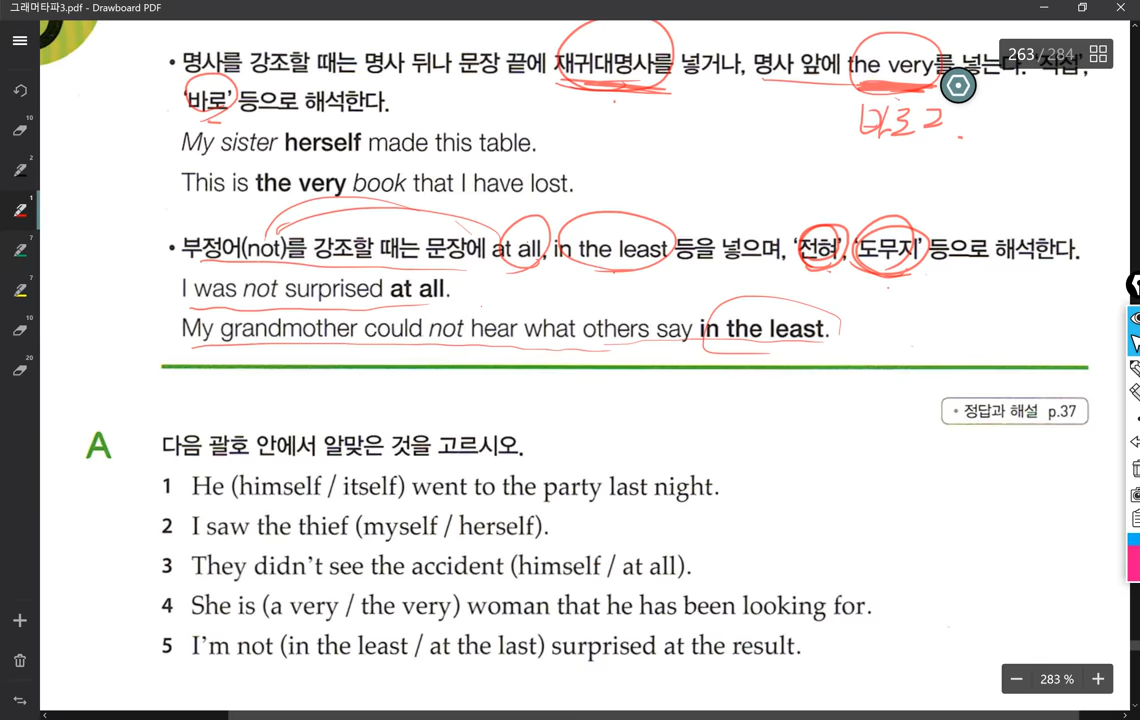 그래머타파3.pdf - Drawboard PDF
263 / 284
• 명사를 강조할 때는 명사 뒤나 문장 끝에 재귀대명사를 넣거나, 명사 앞에 the very를 넣는다. ‘직접’,
‘바로’ 등으로 해석한다.
바로 그
My sister herself made this table.
This is the very book that I have lost.
• 부정어(not)를 강조할 때는 문장에 at all, in the least 등을 넣으며, ‘전혀’, ‘도무지’ 등으로 해석한다.
I was not surprised at all.
My grandmother could not hear what others say in the least.
• 정답과 해설 p.37
A 다음 괄호 안에서 알맞은 것을 고르시오.
1 He (himself / itself) went to the party last night.
2 I saw the thief (myself / herself).
3 They didn’t see the accident (himself / at all).
4 She is (a very / the very) woman that he has been looking for.
5 I’m not (in the least / at the last) surprised at the result.
10
2
1
7
7
10
20
283 %